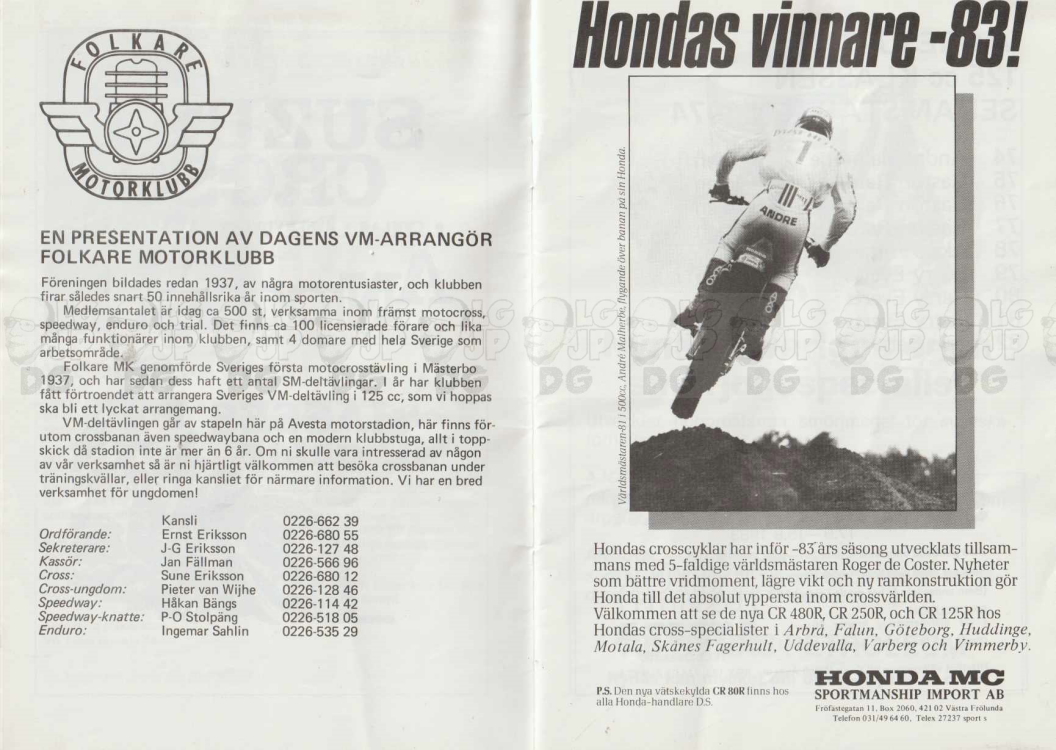 FOLKARE
MOTORKLUBB
EN PRESENTATION AV DAGENS VM-ARRANGÖR
FOLKARE MOTORKLUBB
Föreningen bildades redan 1937, av några motorentusiaster, och klubben
firar således snart 50 innehållsrika år inom sporten.
Medlemsantalet är idag ca 500 st, verksamma inom främst motocross,
speedway, enduro och trial. Det finns ca 100 licensierade förare och lika
många funktionärer inom klubben, samt 4 domare med hela Sverige som
arbetsområde.
Folkare MK genomförde Sveriges första motocrosstävling i Mästerbo
1937, och har sedan dess haft ett antal SM-deltävlingar. I år har klubben
fått förtroendet att arrangera Sveriges VM-deltävling i 125 cc, som vi hoppas
ska bli ett lyckat arrangemang.
VM-deltävlingen går av stapeln här på Avesta motorstadion, här finns för-
utom crossbanan även speedwaybana och en modern klubbstuga, allt i topp-
skick då stadion inte är mer än 6 år. Om ni skulle vara intresserad av någon
av vår verksamhet så är ni hjärtligt välkommen att besöka crossbanan under
träningskvällar, eller ringa kansliet för närmare information. Vi har en bred
verksamhet för ungdomen!
Kansli 0226-662 39
Ordförande: Ernst Eriksson 0226-680 55
Sekreterare: J-G Eriksson 0226-127 48
Kassör: Jan Fällman 0226-566 96
Cross: Sune Eriksson 0226-680 12
Cross-ungdom: Pieter van Wijhe 0226-128 46
Speedway: Håkan Bängs 0226-114 42
Speedway-knatte: P-O Stolpäng 0226-518 05
Enduro: Ingemar Sahlin 0226-535 29
Hondas vinnare -83!
Världsmästaren-81 i 500cc, André Malherbe, flygande över banan på sin Honda.
1
ANDRE
Hondas crosscyklar har inför -83 års säsong utvecklats tillsam-
mans med 5-faldige världsmästaren Roger de Coster. Nyheter
som bättre vridmoment, lägre vikt och ny ramkonstruktion gör
Honda till det absolut yppersta inom crossvärlden.
Välkommen att se de nya CR 480R, CR 250R, och CR 125R hos
Hondas cross-specialister i Arbrå, Falun, Göteborg, Huddinge,
Motala, Skånes Fagerhult, Uddevalla, Varberg och Vimmerby.
P.S. Den nya vätskekylda CR 80R finns hos
alla Honda-handlare D.S.
HONDA MC
SPORTMANSHIP IMPORT AB
Fröfästegatan 11, Box 2060, 421 02 Västra Frölunda
Telefon 031/49 64 60, Telex 27237 sport s
LG
JP
DG